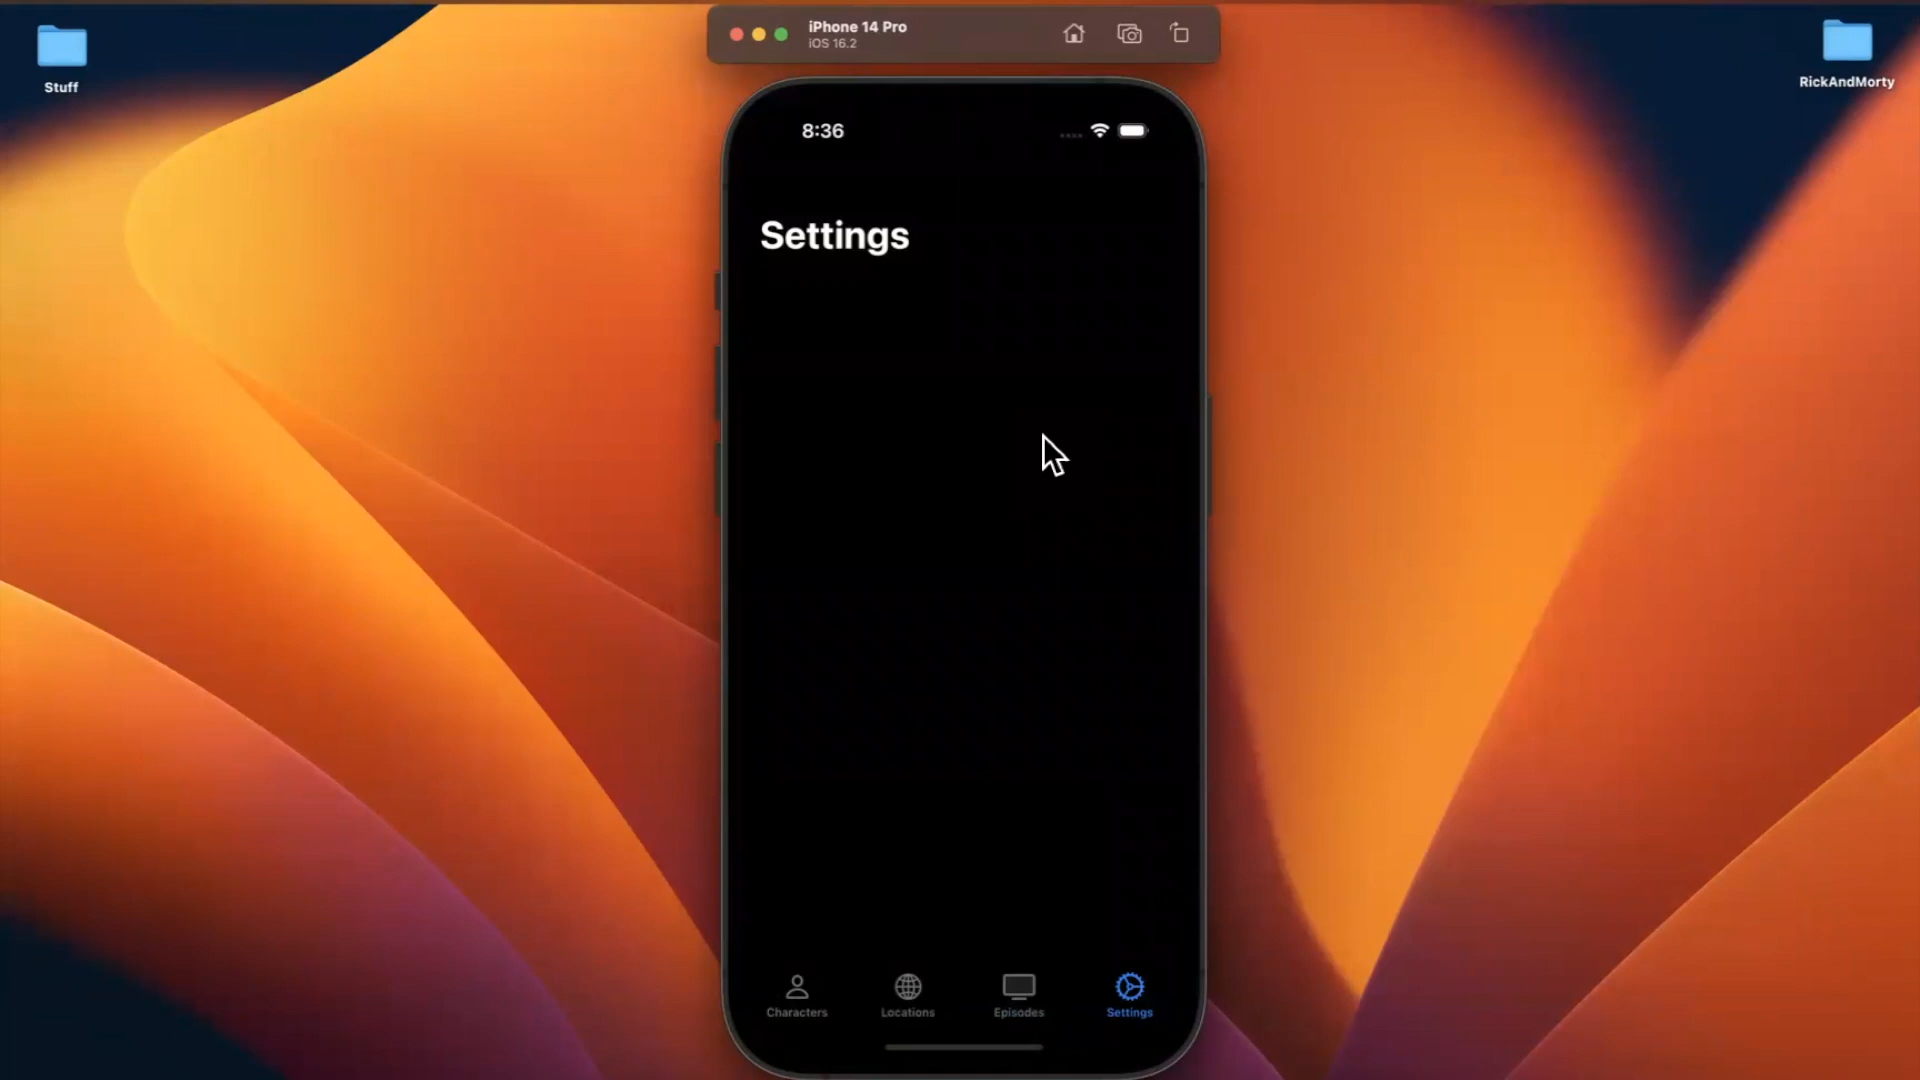 iPhone 14 Pro
iOS 16.2
Stuff
RickAndMorty
8:36
Settings
Characters
Locations
Episodes
Settings